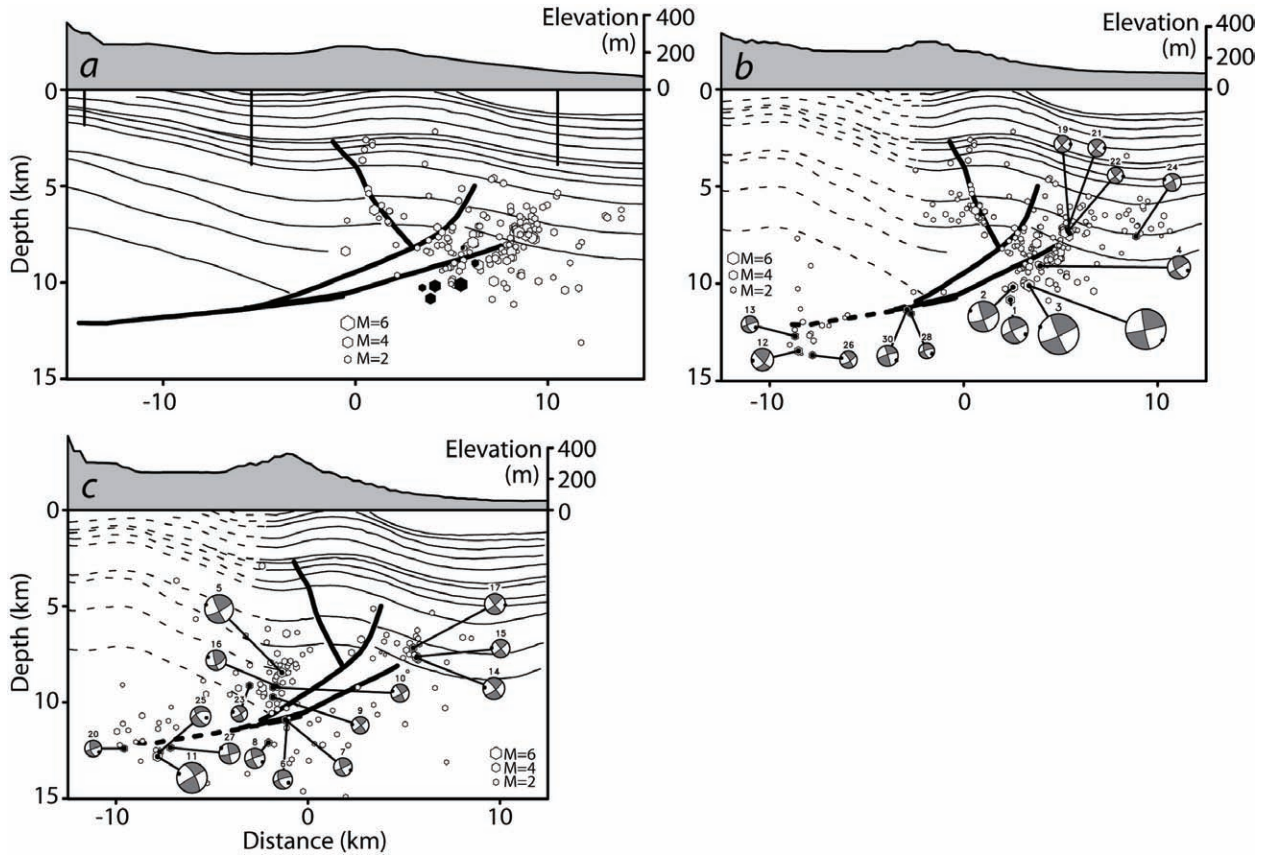 Elevation
(m)
400
200
0
a
0
5
10
15
Depth (km)
M=6
M=4
M=2
-10
0
10
Elevation
(m)
400
200
0
b
0
5
10
15
M=6
M=4
M=2
19
21
22
24
4
2
1
3
13
12
26
30
28
-10
0
10
Elevation
(m)
400
200
0
c
0
5
10
15
Depth (km)
5
17
16
15
14
10
23
9
25
20
11
27
8
6
7
M=6
M=4
M=2
-10
0
10
Distance (km)